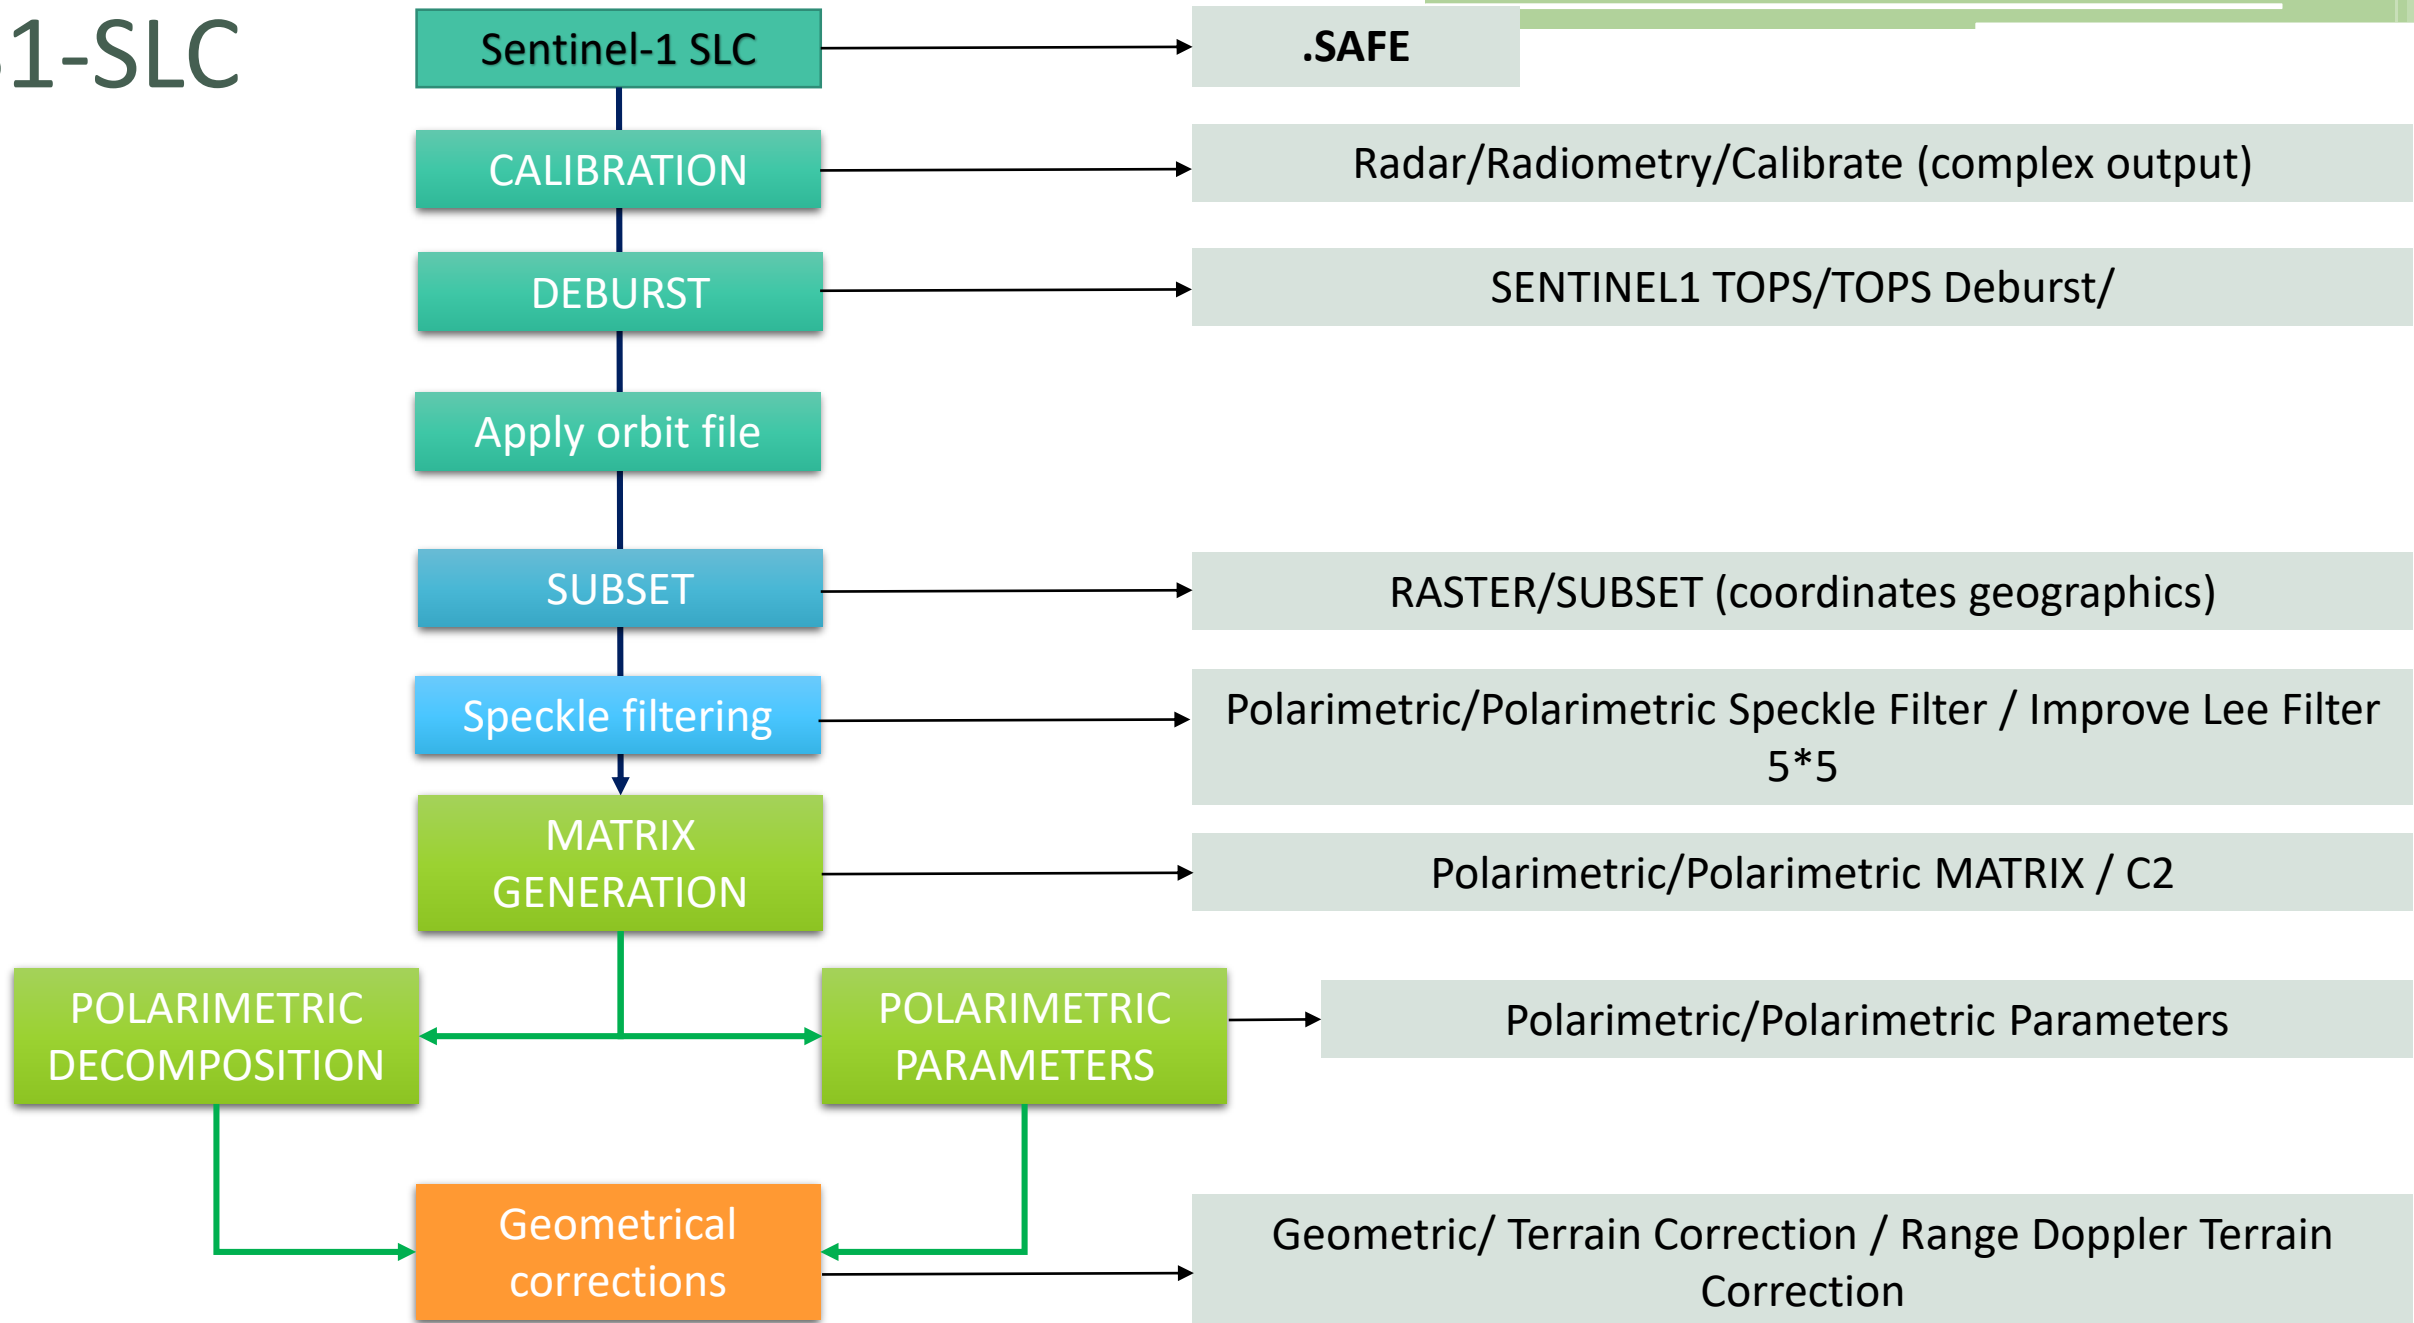 S1-SLC
Sentinel-1 SLC
.SAFE
CALIBRATION
Radar/Radiometry/Calibrate (complex output)
DEBURST
SENTINEL1 TOPS/TOPS Deburst/
Apply orbit file
SUBSET
RASTER/SUBSET (coordinates geographics)
Speckle filtering
Polarimetric/Polarimetric Speckle Filter / Improve Lee Filter
5*5
MATRIX
GENERATION
Polarimetric/Polarimetric MATRIX / C2
POLARIMETRIC
DECOMPOSITION
POLARIMETRIC
PARAMETERS
Polarimetric/Polarimetric Parameters
Geometrical
corrections
Geometric/ Terrain Correction / Range Doppler Terrain
Correction